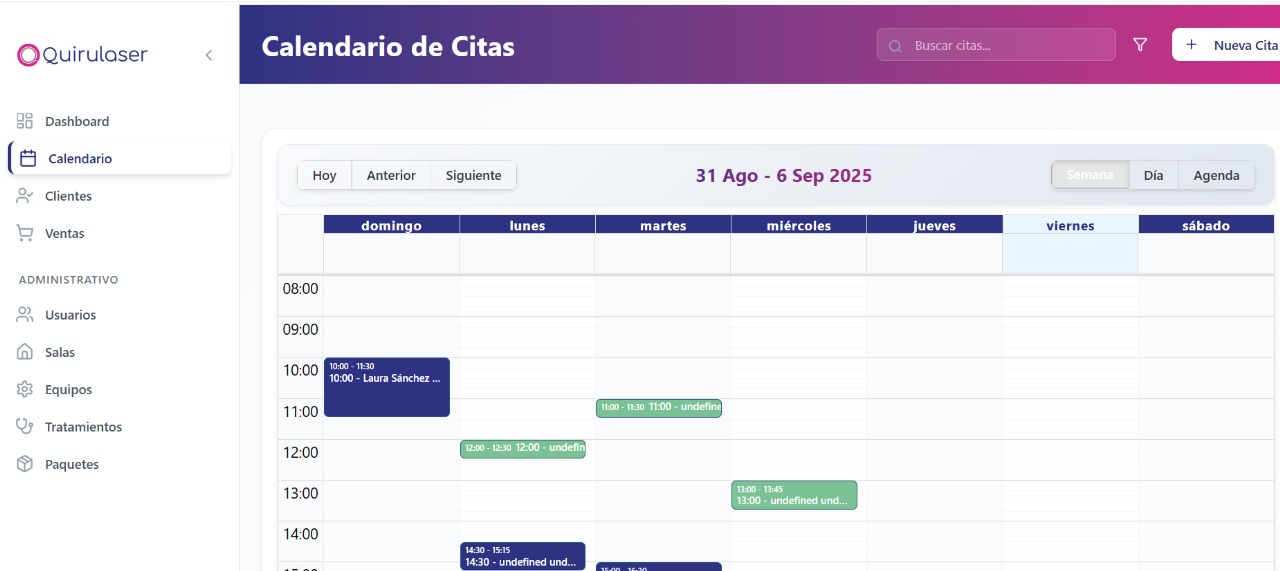 Quirulaser
Calendario de Citas
Buscar citas...
+ Nueva Cita
Dashboard
Calendario
Clientes
Ventas
ADMINISTRATIVO
Usuarios
Salas
Equipos
Tratamientos
Paquetes
Hoy Anterior Siguiente
31 Ago - 6 Sep 2025
Semana Día Agenda
domingo lunes martes miércoles jueves viernes sábado
08:00
09:00
10:00
10:00 - 11:30
10:00 - Laura Sánchez ...
11:00
11:00 - 11:30 11:00 - undefine
12:00
12:00 - 12:30 12:00 - undefin
13:00
13:00 - 13:45
13:00 - undefined und...
14:00
14:30 - 15:15
14:30 - undefined und...